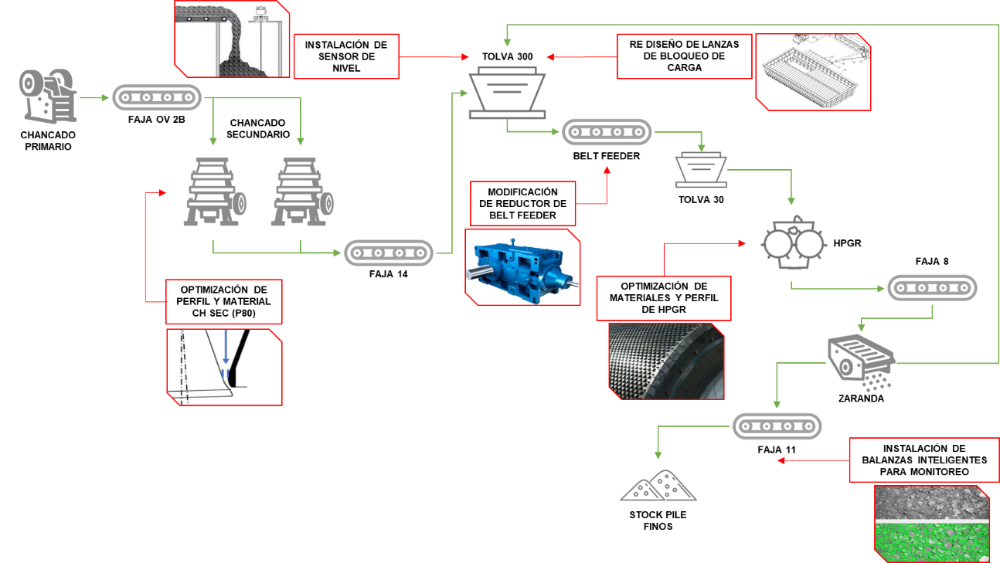 INSTALACIÓN DE
SENSOR DE
NIVEL
TOLVA 300
RE DISEÑO DE LANZAS
DE BLOQUEO DE
CARGA
CHANCADO
PRIMARIO
FAJA OV 2B
CHANCADO
SECUNDARIO
BELT FEEDER
TOLVA 30
MODIFICACIÓN
DE REDUCTOR DE
BELT FEEDER
HPGR
FAJA 14
FAJA 8
OPTIMIZACIÓN DE
PERFIL Y MATERIAL
CH SEC (P80)
OPTIMIZACIÓN DE
MATERIALES Y PERFIL
DE HPGR
ZARANDA
FAJA 11
INSTALACIÓN DE
BALANZAS INTELIGENTES
PARA MONITOREO
STOCK PILE
FINOS